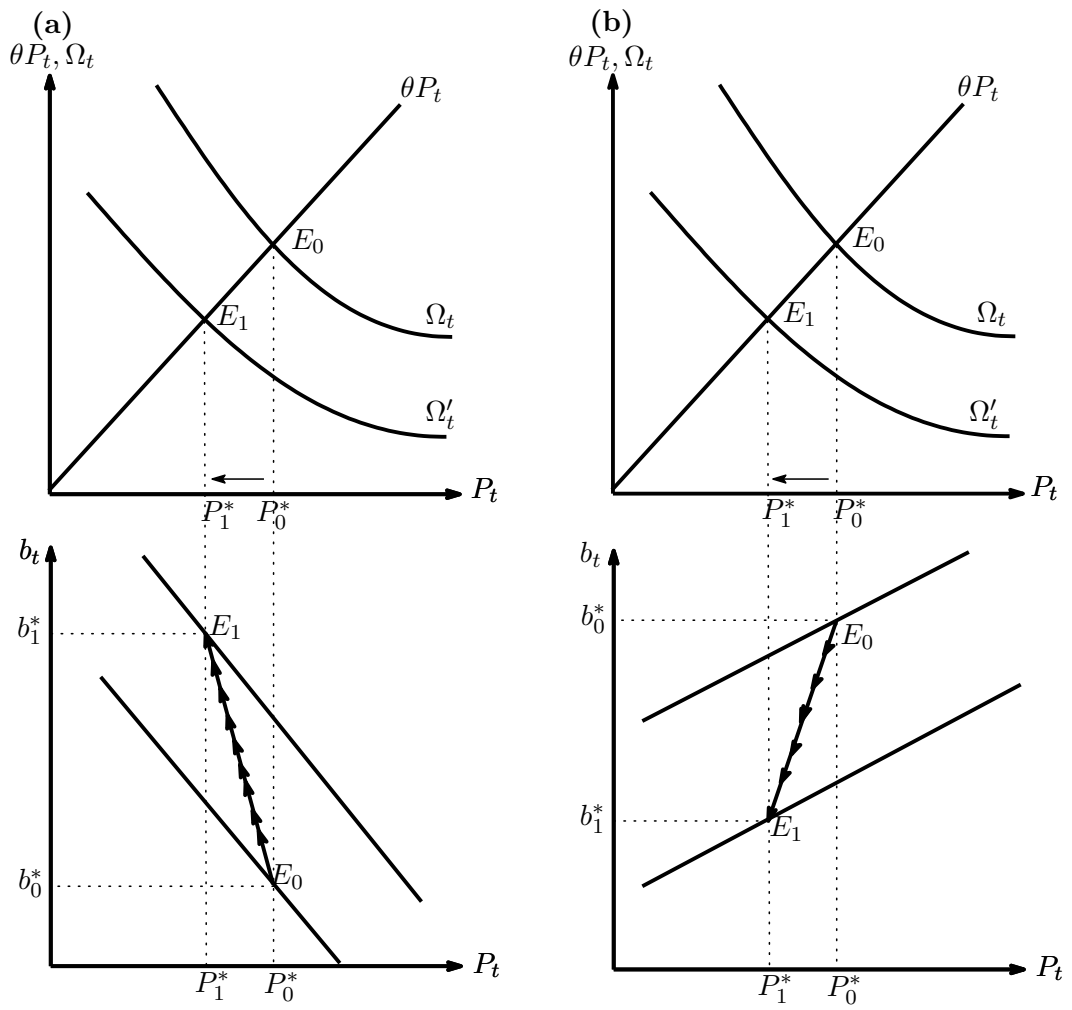 (a)
θP_t, Ω_t
θP_t
E_0
E_1
Ω_t
Ω′_t
P_t
P_1^*
P_0^*
b_t
b_1^*
E_1
b_0^*
E_0
P_t
P_1^*
P_0^*
(b)
θP_t, Ω_t
θP_t
E_0
E_1
Ω_t
Ω′_t
P_t
P_1^*
P_0^*
b_t
b_0^*
E_0
b_1^*
E_1
P_t
P_1^*
P_0^*